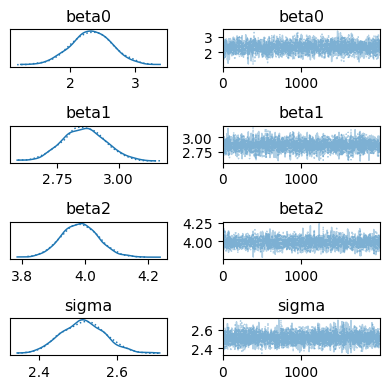 beta0 beta0
3
2
2 3 0 1000
beta1 beta1
3.00
2.75
2.75 3.00 0 1000
beta2 beta2
4.25
4.00
3.8 4.0 4.2 0 1000
sigma sigma
2.6
2.4
2.4 2.6 0 1000